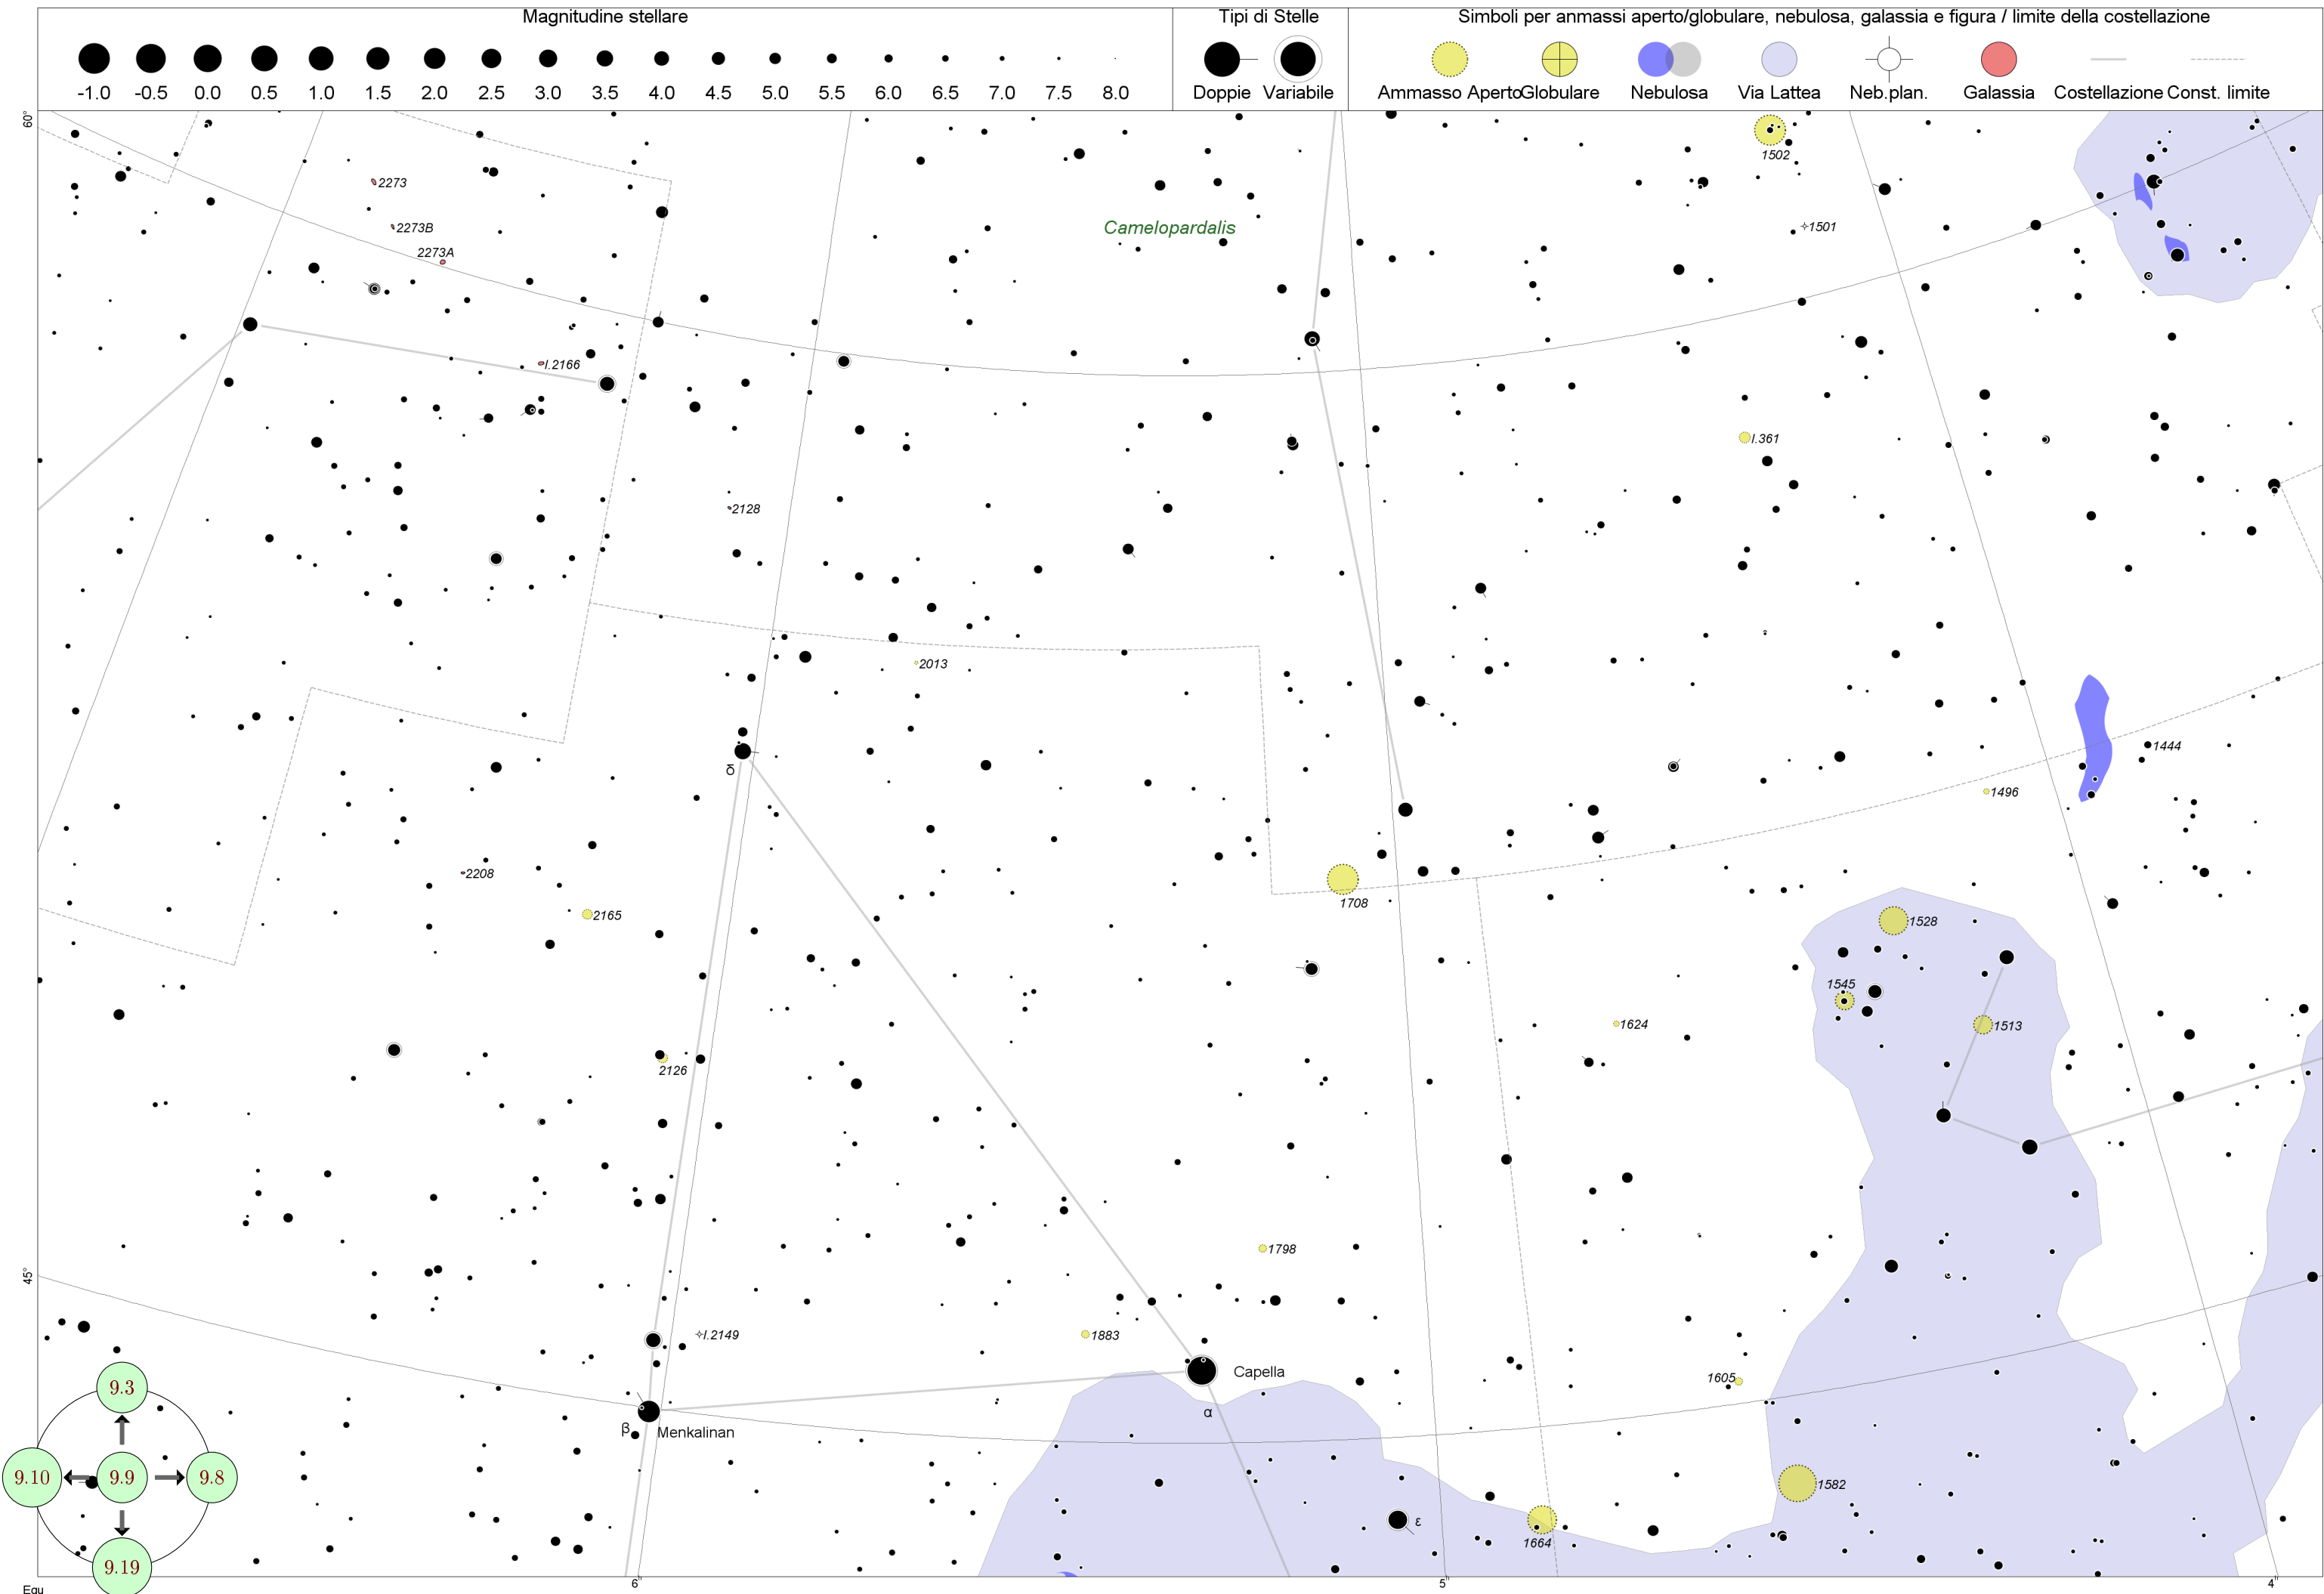 Magnitudine stellare
Tipi di Stelle
Simboli per anmassi aperto/globulare, nebulosa, galassia e figura / limite della costellazione
-1.0 -0.5 0.0 0.5 1.0 1.5 2.0 2.5 3.0 3.5 4.0 4.5 5.0 5.5 6.0 6.5 7.0 7.5 8.0
Doppie Variabile
Ammasso Aperto Globulare Nebulosa Via Lattea Neb.plan. Galassia Costellazione Const. limite
60°
1502
2273
2273B
Camelopardalis
1501
2273A
I.2166
I.361
2128
2013
1444
δ
1496
2208
1708
2165
1528
1545
1624
1513
2126
1798
45°
I.2149
1883
Capella
1605
9.3
α
β
Menkalinan
9.10 9.9 9.8
1582
ε
1664
9.19
6h
5h
4h
Equ